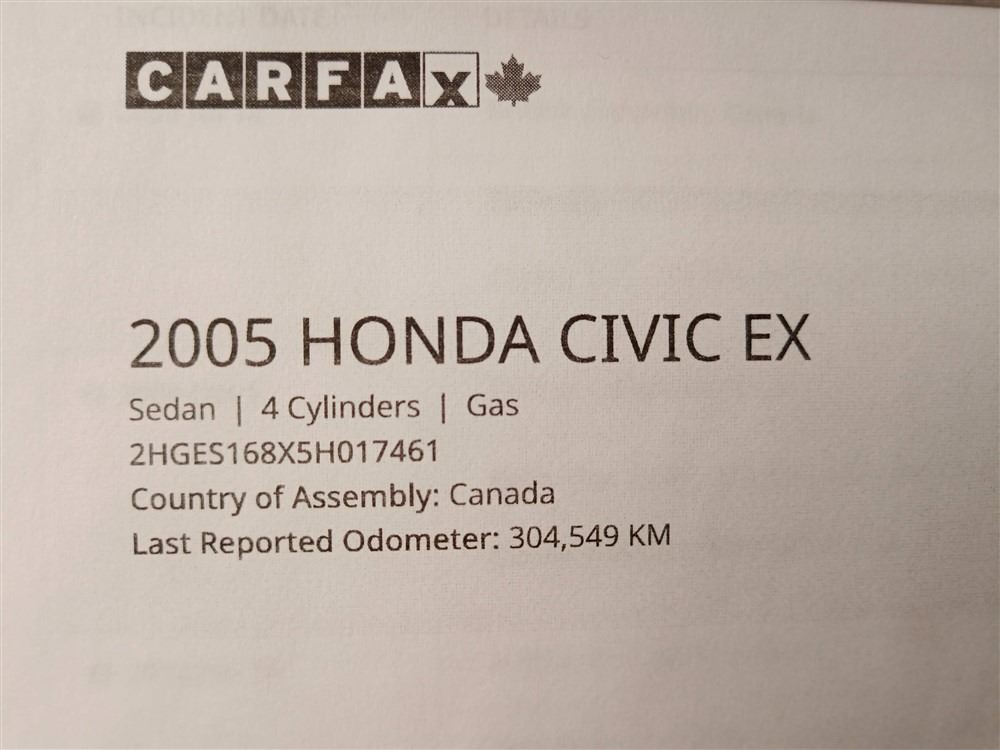 CARFAX
2005 HONDA CIVIC EX
Sedan | 4 Cylinders | Gas
2HGES168X5H017461
Country of Assembly: Canada
Last Reported Odometer: 304,549 KM